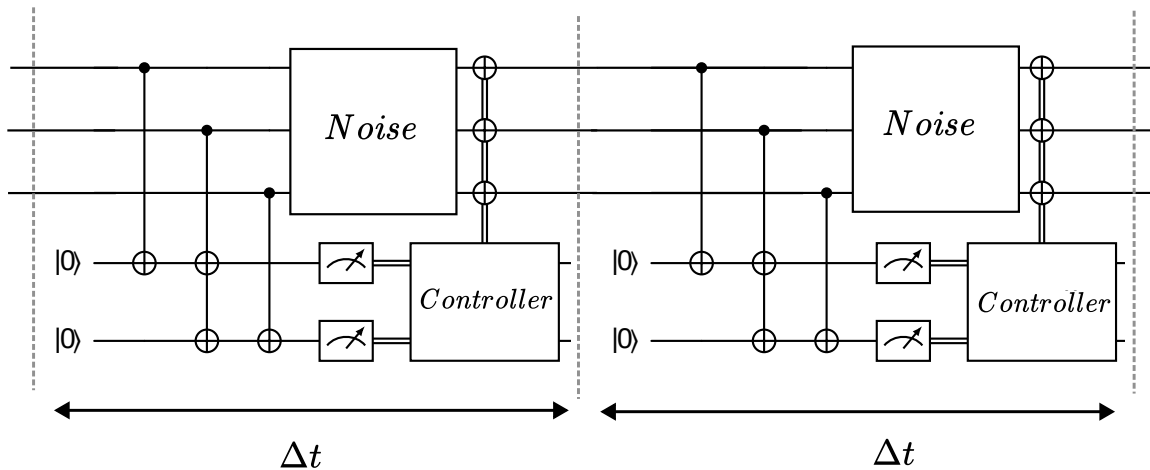 Noise
Noise
|0⟩
|0⟩
Controller
Controller
|0⟩
|0⟩
Δt
Δt